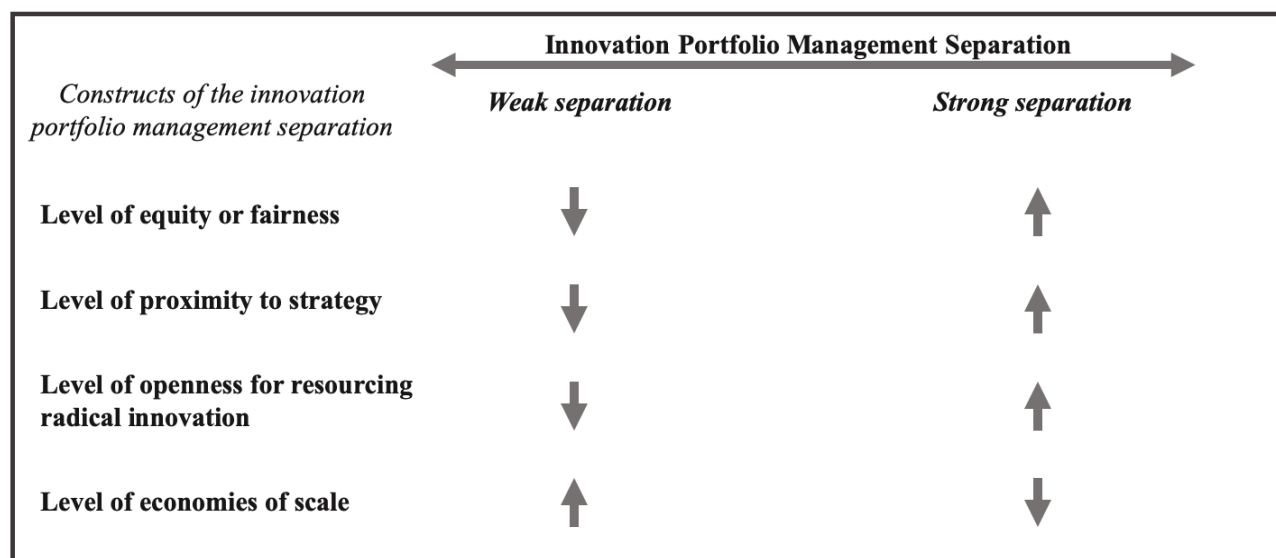 Innovation Portfolio Management Separation
Constructs of the innovation
portfolio management separation
Weak separation
Strong separation
Level of equity or fairness
Level of proximity to strategy
Level of openness for resourcing
radical innovation
Level of economies of scale